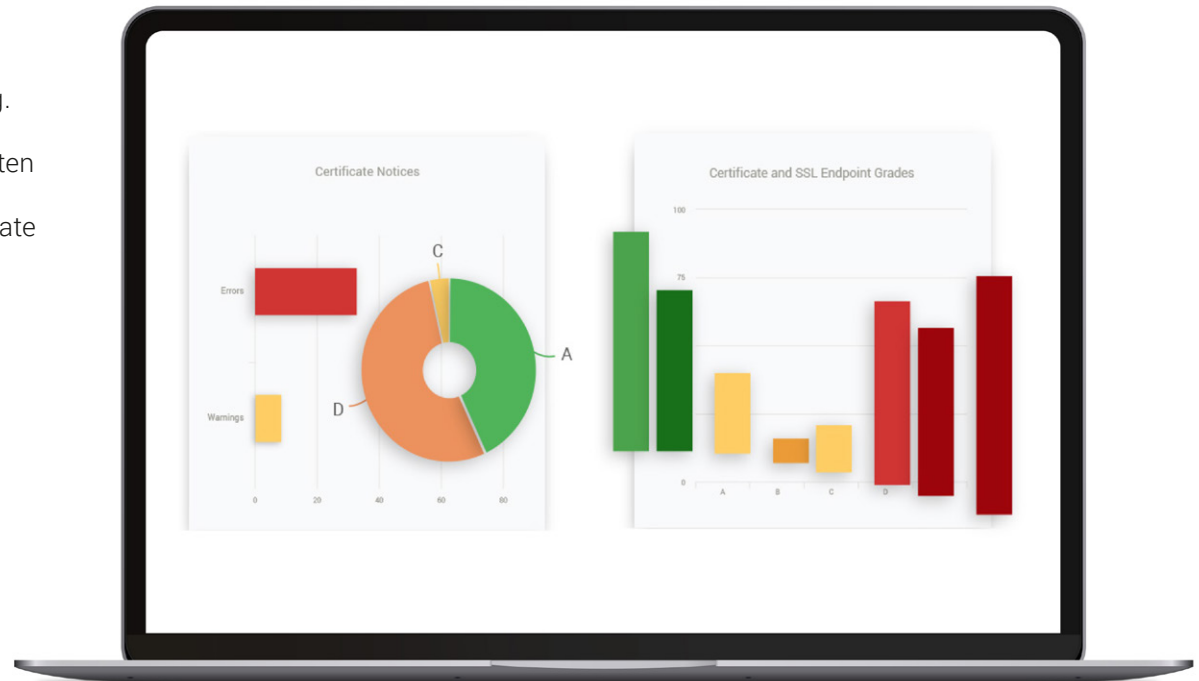 g.
ten
ate
Certificate Notices
Errors
Warnings
0 20 40 60 80
C
A
D
Certificate and SSL Endpoint Grades
100
75
0
A B C D